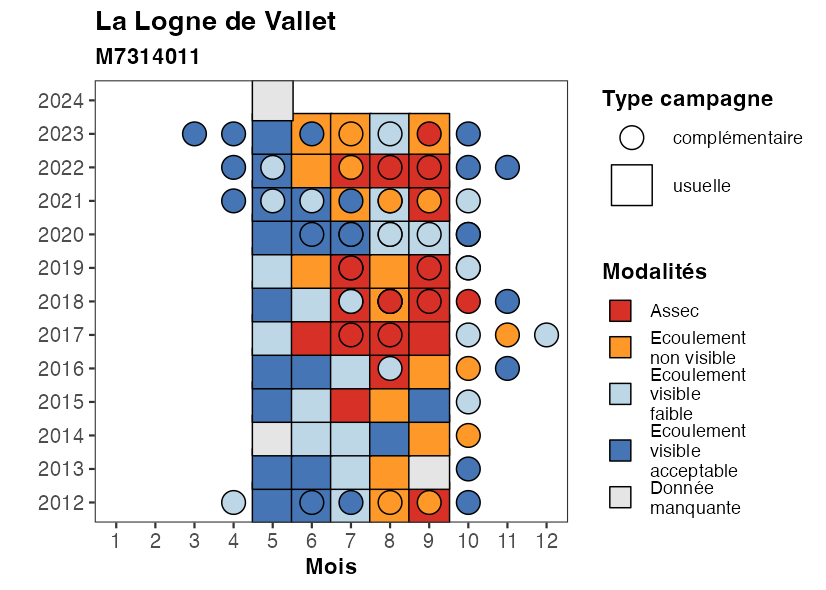 La Logne de Vallet
M7314011
2024
2023
2022
2021
2020
2019
2018
2017
2016
2015
2014
2013
2012
1 2 3 4 5 6 7 8 9 10 11 12
Mois
Type campagne
complémentaire
usuelle
Modalités
Assec
Ecoulement
non visible
Ecoulement
visible
faible
Ecoulement
visible
acceptable
Donnée
manquante